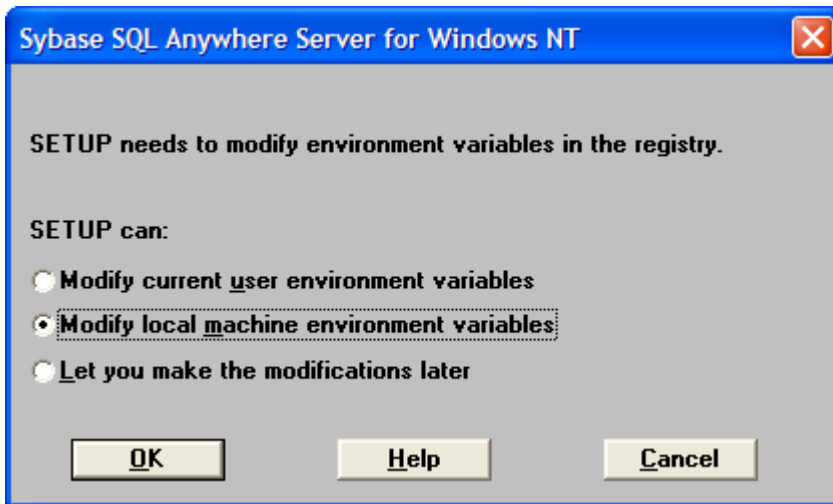 Sybase SQL Anywhere Server for Windows NT
SETUP needs to modify environment variables in the registry.
SETUP can:
Modify current user environment variables
Modify local machine environment variables
Let you make the modifications later
OK Help Cancel